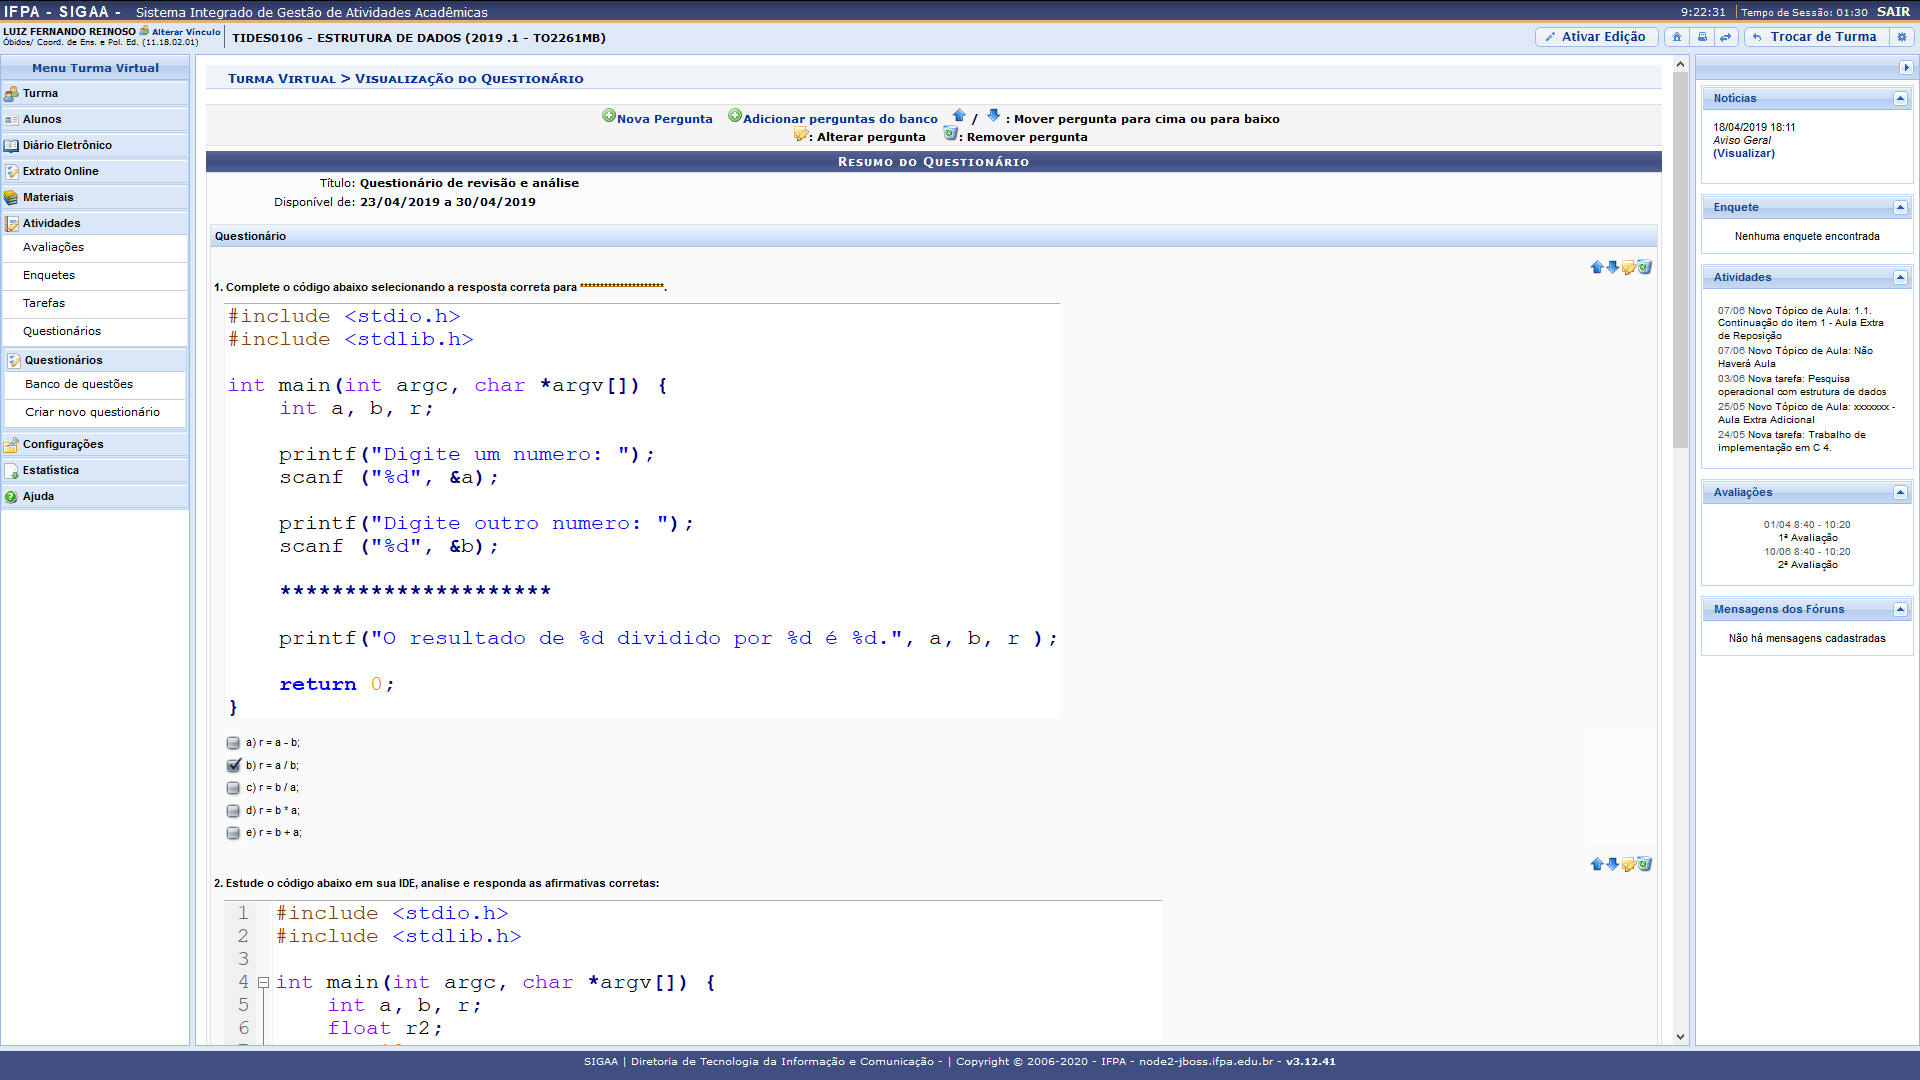 IFPA - SIGAA - Sistema Integrado de Gestão de Atividades Acadêmicas
9:22:31 Tempo de Sessão: 01:30 SAIR
LUIZ FERNANDO REINOSO Alterar Vínculo
Óbidos/ Coord. de Ens. e Pol. Ed. (11.18.02.01)
TIDES0106 - ESTRUTURA DE DADOS (2019 .1 - TO2261MB)
Ativar Edição
Trocar de Turma
Menu Turma Virtual
Turma
Alunos
Diário Eletrônico
Extrato Online
Materiais
Atividades
Avaliações
Enquetes
Tarefas
Questionários
Questionários
Banco de questões
Criar novo questionário
Configurações
Estatística
Ajuda
Turma Virtual > Visualização do Questionário
Nova Pergunta Adicionar perguntas do banco / : Mover pergunta para cima ou para baixo
: Alterar pergunta : Remover pergunta
Resumo do Questionário
Título: Questionário de revisão e análise
Disponível de: 23/04/2019 a 30/04/2019
Questionário
1. Complete o código abaixo selecionando a resposta correta para *********************.
#include <stdio.h>
#include <stdlib.h>
int main(int argc, char *argv[]) {
int a, b, r;
printf("Digite um numero: ");
scanf ("%d", &a);
printf("Digite outro numero: ");
scanf ("%d", &b);
*********************
printf("O resultado de %d dividido por %d é %d.", a, b, r );
return 0;
}
a) r = a - b;
b) r = a / b;
c) r = b / a;
d) r = b * a;
e) r = b + a;
2. Estude o código abaixo em sua IDE, analise e responda as afirmativas corretas:
1 #include <stdio.h>
2 #include <stdlib.h>
3
4 int main(int argc, char *argv[]) {
5 int a, b, r;
6 float r2;
Notícias
18/04/2019 18:11
Aviso Geral
(Visualizar)
Enquete
Nenhuma enquete encontrada
Atividades
07/06 Novo Tópico de Aula: 1.1.
Continuação do item 1 - Aula Extra
de Reposição
07/06 Novo Tópico de Aula: Não
Haverá Aula
03/06 Nova tarefa: Pesquisa
operacional com estrutura de dados
25/05 Novo Tópico de Aula: xxxxxxx -
Aula Extra Adicional
24/05 Nova tarefa: Trabalho de
implementação em C 4.
Avaliações
01/04 8:40 - 10:20
1ª Avaliação
10/06 8:40 - 10:20
2ª Avaliação
Mensagens dos Fóruns
Não há mensagens cadastradas
SIGAA | Diretoria de Tecnologia da Informação e Comunicação - | Copyright © 2006-2020 - IFPA - node2-jboss.ifpa.edu.br - v3.12.41